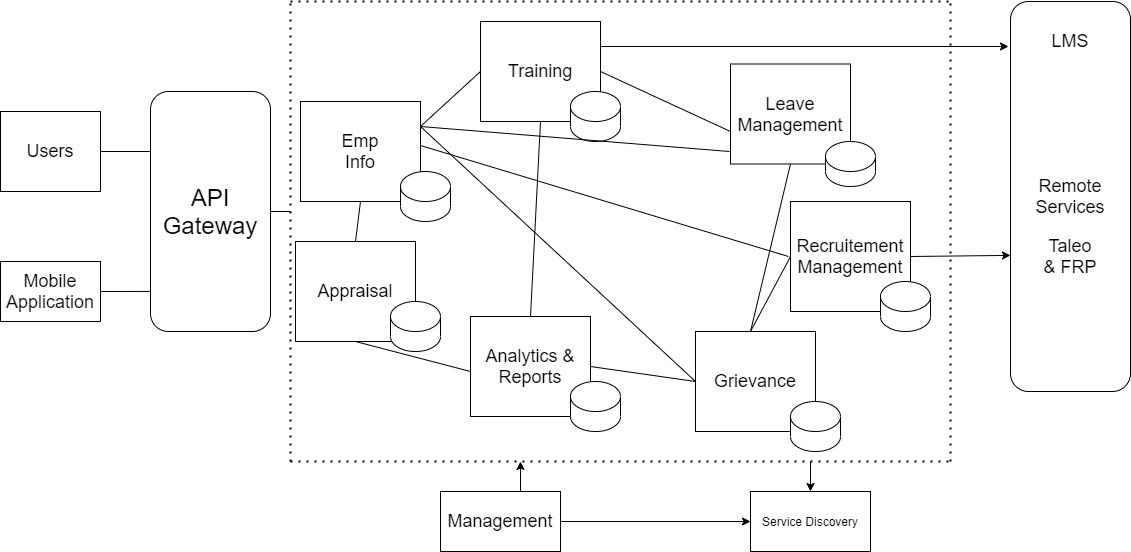 Users
Mobile
Application
API
Gateway
Training
Emp
Info
Leave
Management
Appraisal
Recruitement
Management
Analytics &
Reports
Grievance
LMS
Remote
Services
Taleo
& FRP
Management
Service Discovery